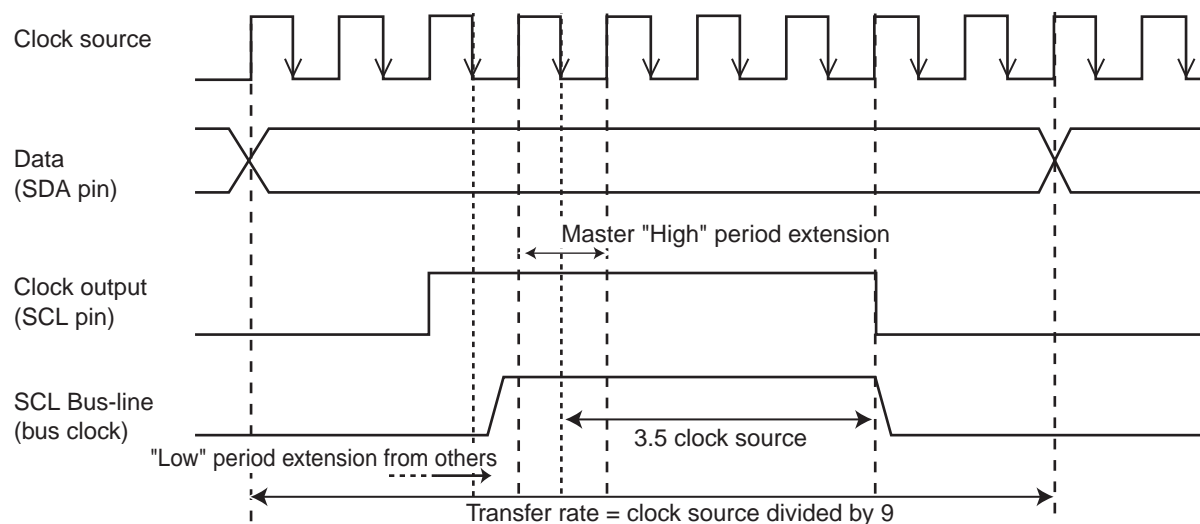 Clock source
Data
(SDA pin)
Master "High" period extension
Clock output
(SCL pin)
SCL Bus-line
(bus clock)
3.5 clock source
"Low" period extension from others
Transfer rate = clock source divided by 9